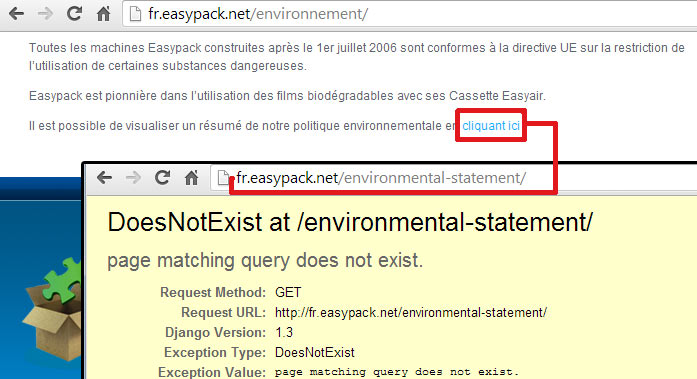 fr.easypack.net/environnement/
Toutes les machines Easypack construites après le 1er juillet 2006 sont conformes à la directive UE sur la restriction de
l'utilisation de certaines substances dangereuses.
Easypack est pionnière dans l'utilisation des films biodégradables avec ses Cassette Easyair.
Il est possible de visualiser un résumé de notre politique environnementale en cliquant ici
fr.easypack.net/environmental-statement/
DoesNotExist at /environmental-statement/
page matching query does not exist.
Request Method: GET
Request URL: http://fr.easypack.net/environmental-statement/
Django Version: 1.3
Exception Type: DoesNotExist
Exception Value: page matching query does not exist.